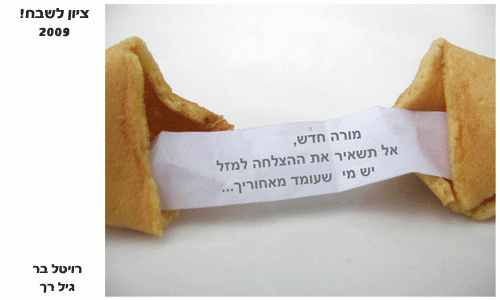 ציון לשבח!
2009
מורה חדש,
אל תשאיר את ההצלחה למזל
יש מי שעומד מאחוריך...
רויטל בר
גיל רך